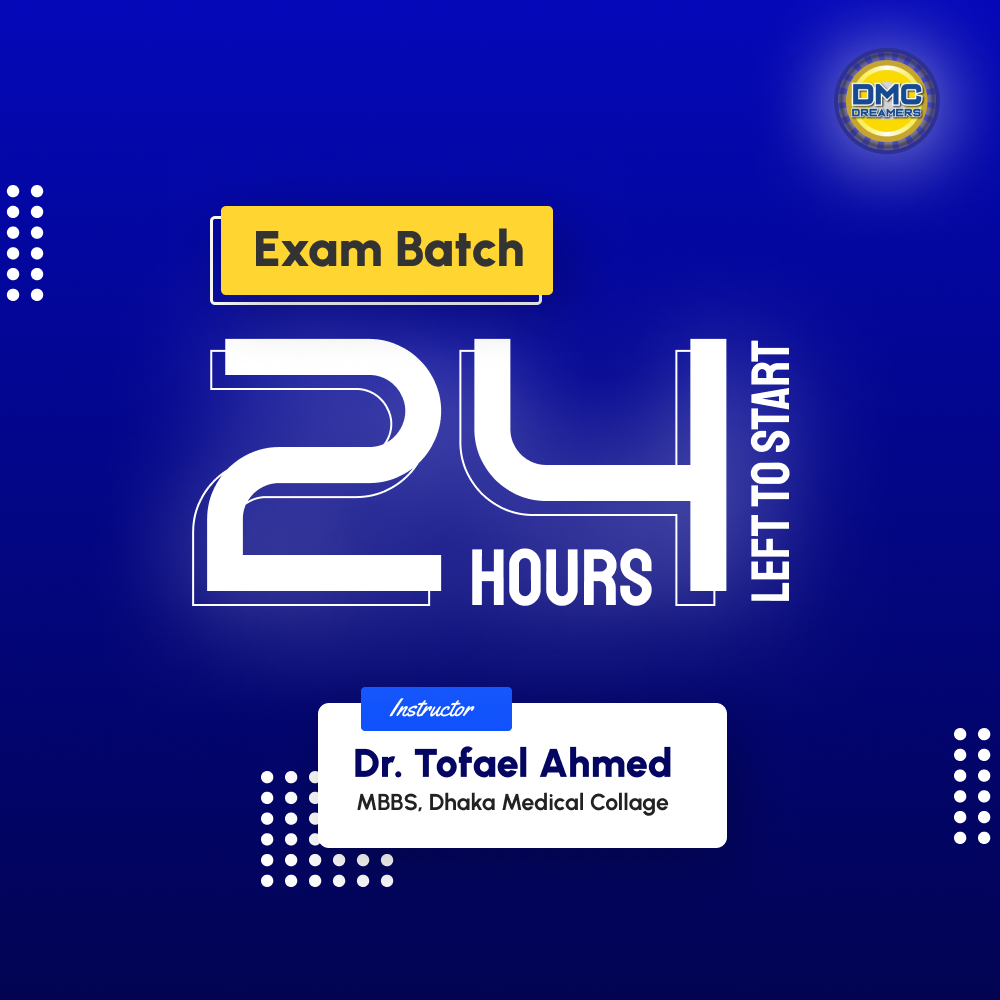 DMC
DREAMERS
Exam Batch
24
HOURS
LEFT TO START
Instructor
Dr. Tofael Ahmed
MBBS, Dhaka Medical Collage